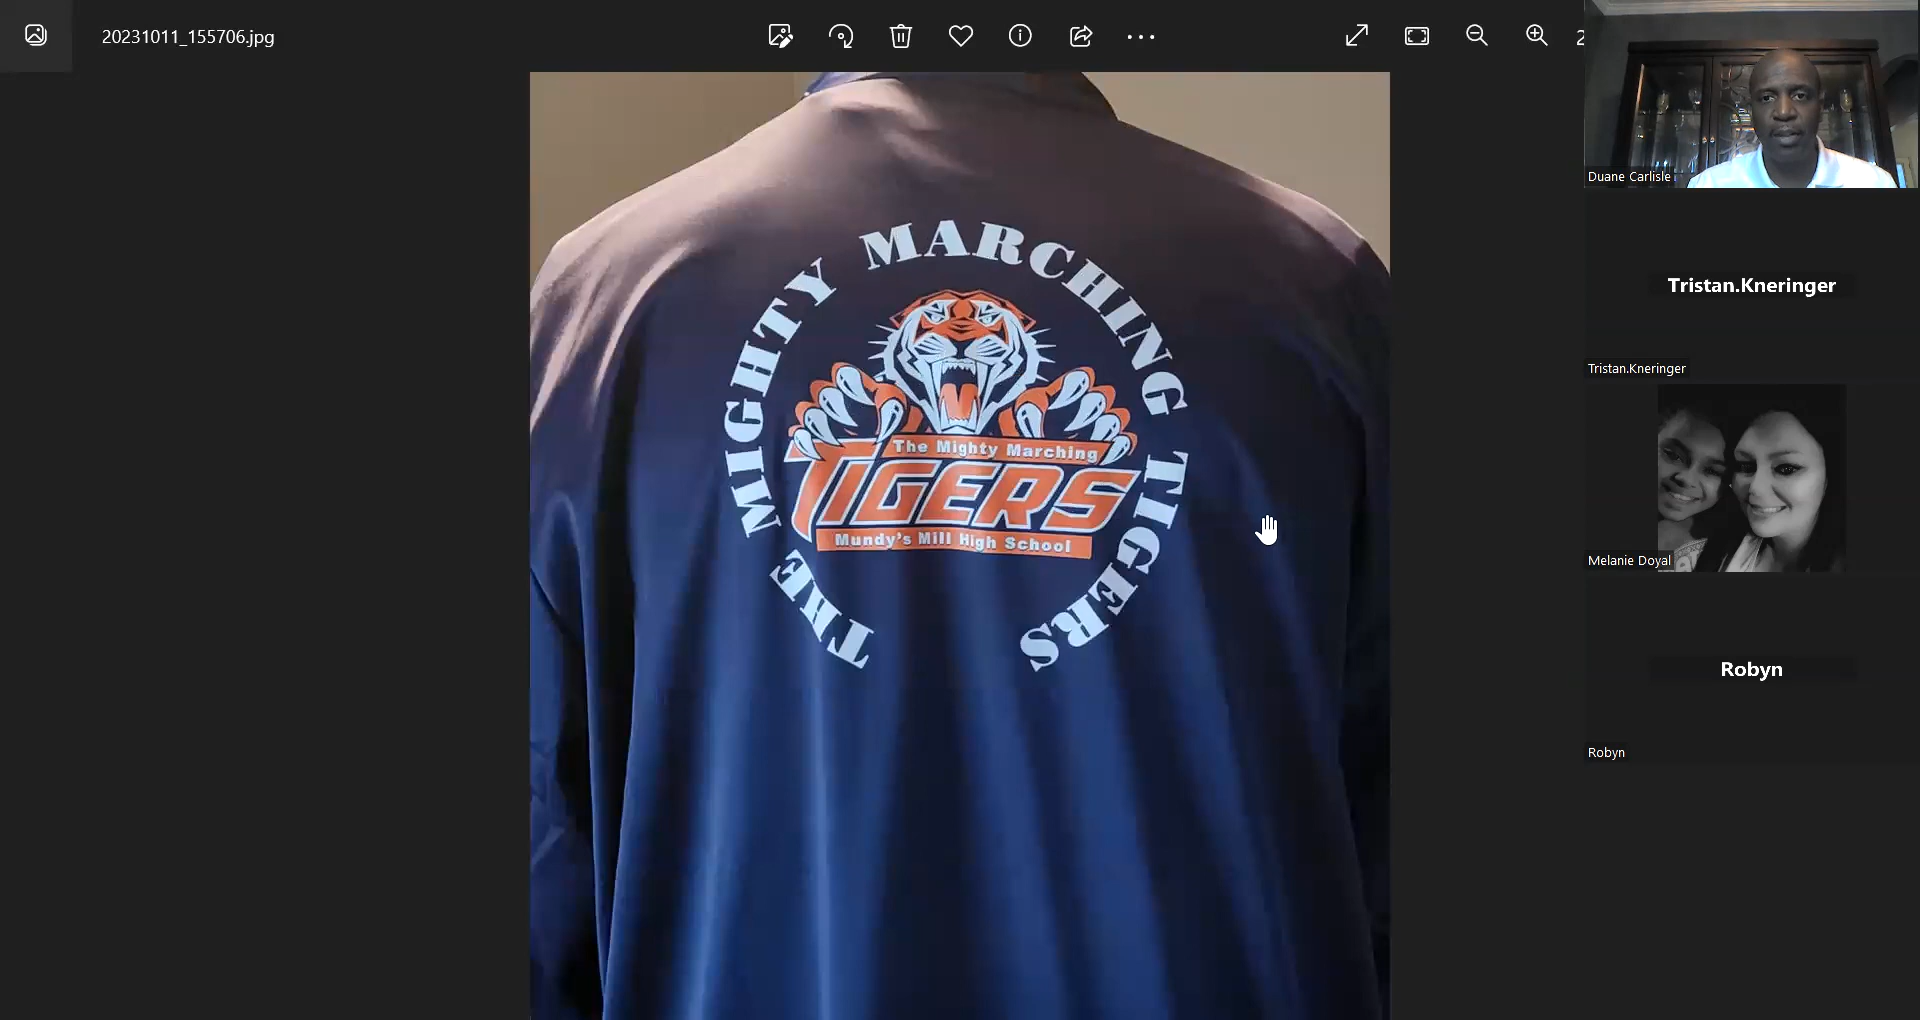 20231011_155706.jpg
2
THE MIGHTY MARCHING TIGERS
The Mighty Marching
TIGERS
Mundy's Mill High School
Duane Carlisle
Tristan.Kneringer
Tristan.Kneringer
Melanie Doyal
Robyn
Robyn